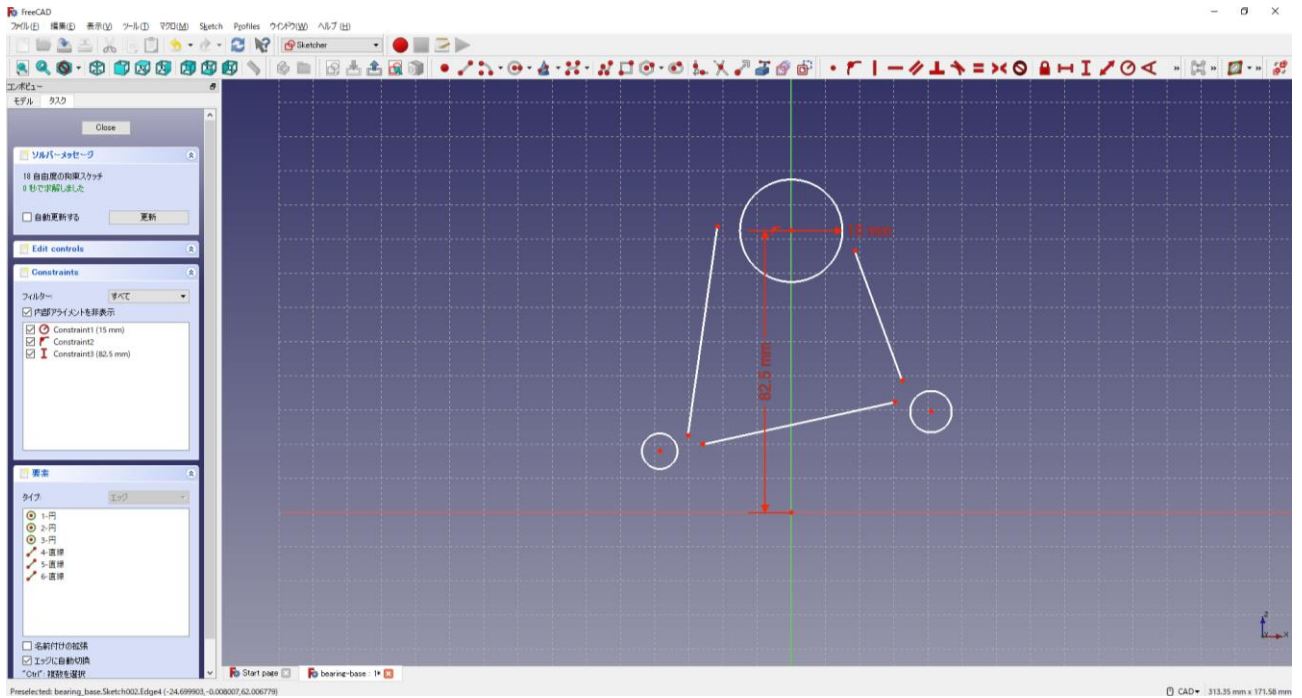 FreeCAD
ファイル(F) 編集(E) 表示(V) ツール(T) マクロ(M) Sketch Profiles ウインドウ(W) ヘルプ(H)
Sketcher
コンボビュー
モデル タスク
Close
ソルバーメッセージ
18 自由度の拘束スケッチ
0 秒で求解しました
自動更新する 更新
Edit controls
Constraints
フィルター: すべて
内部アライメントを非表示
Constraint1 (15 mm)
Constraint2
Constraint3 (82.5 mm)
要素
タイプ: エッジ
1-円
2-円
3-円
4-直線
5-直線
6-直線
名前付けの拡張
エッジに自動切換
"Ctrl": 複数を選択
15 mm
82.5 mm
Z
Y X
Start page bearing-base : 1*
Preselected: bearing_base.Sketch002.Edge4 (-24.699903,-0.008007,62.006779)
CAD 313.35 mm x 171.58 mm